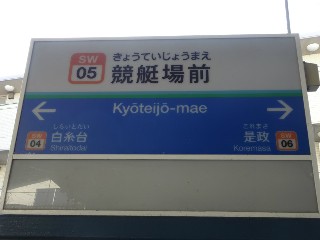 SW
05
きょうていじょうまえ
競艇場前
Kyōteijō-mae
しらいとだい
白糸台
Shiraitodai
SW
04
これまさ
是政
Koremasa
SW
06